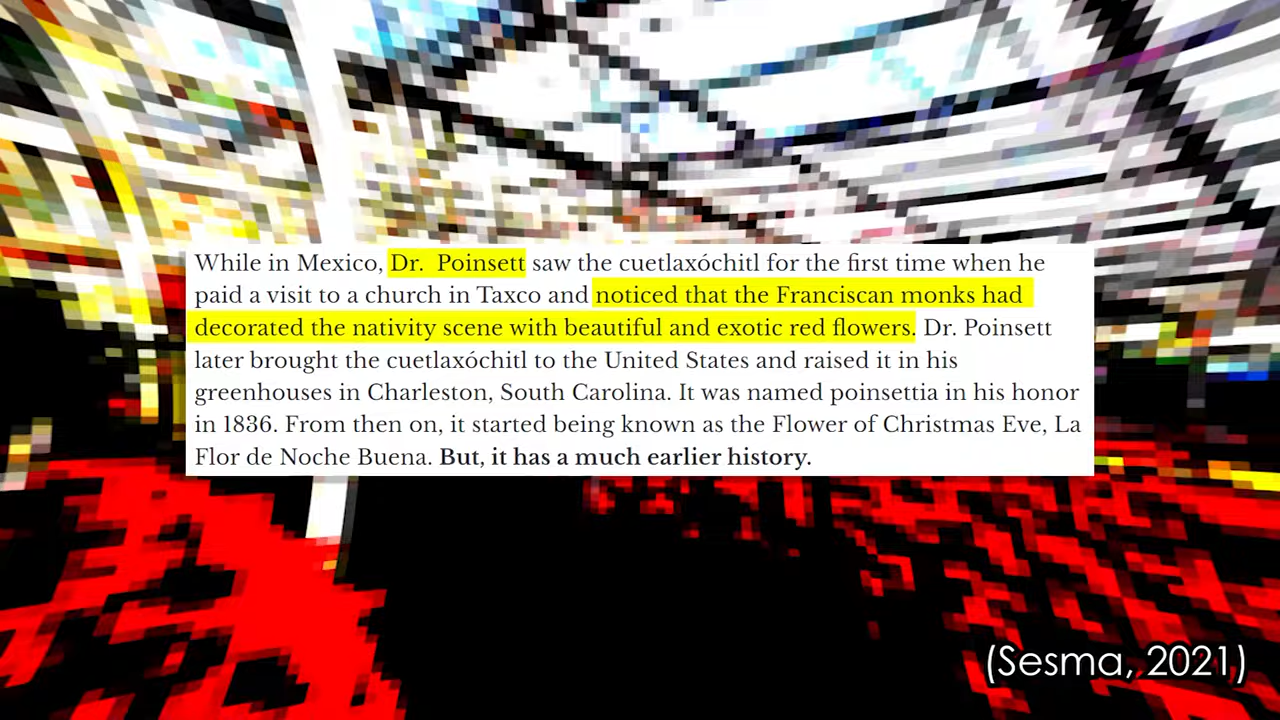 While in Mexico, Dr.  Poinsett saw the cuetlaxóchitl for the first time when he
paid a visit to a church in Taxco and noticed that the Franciscan monks had
decorated the nativity scene with beautiful and exotic red flowers. Dr. Poinsett
later brought the cuetlaxóchitl to the United States and raised it in his
greenhouses in Charleston, South Carolina. It was named poinsettia in his honor
in 1836. From then on, it started being known as the Flower of Christmas Eve, La
Flor de Noche Buena. But, it has a much earlier history.
(Sesma, 2021)